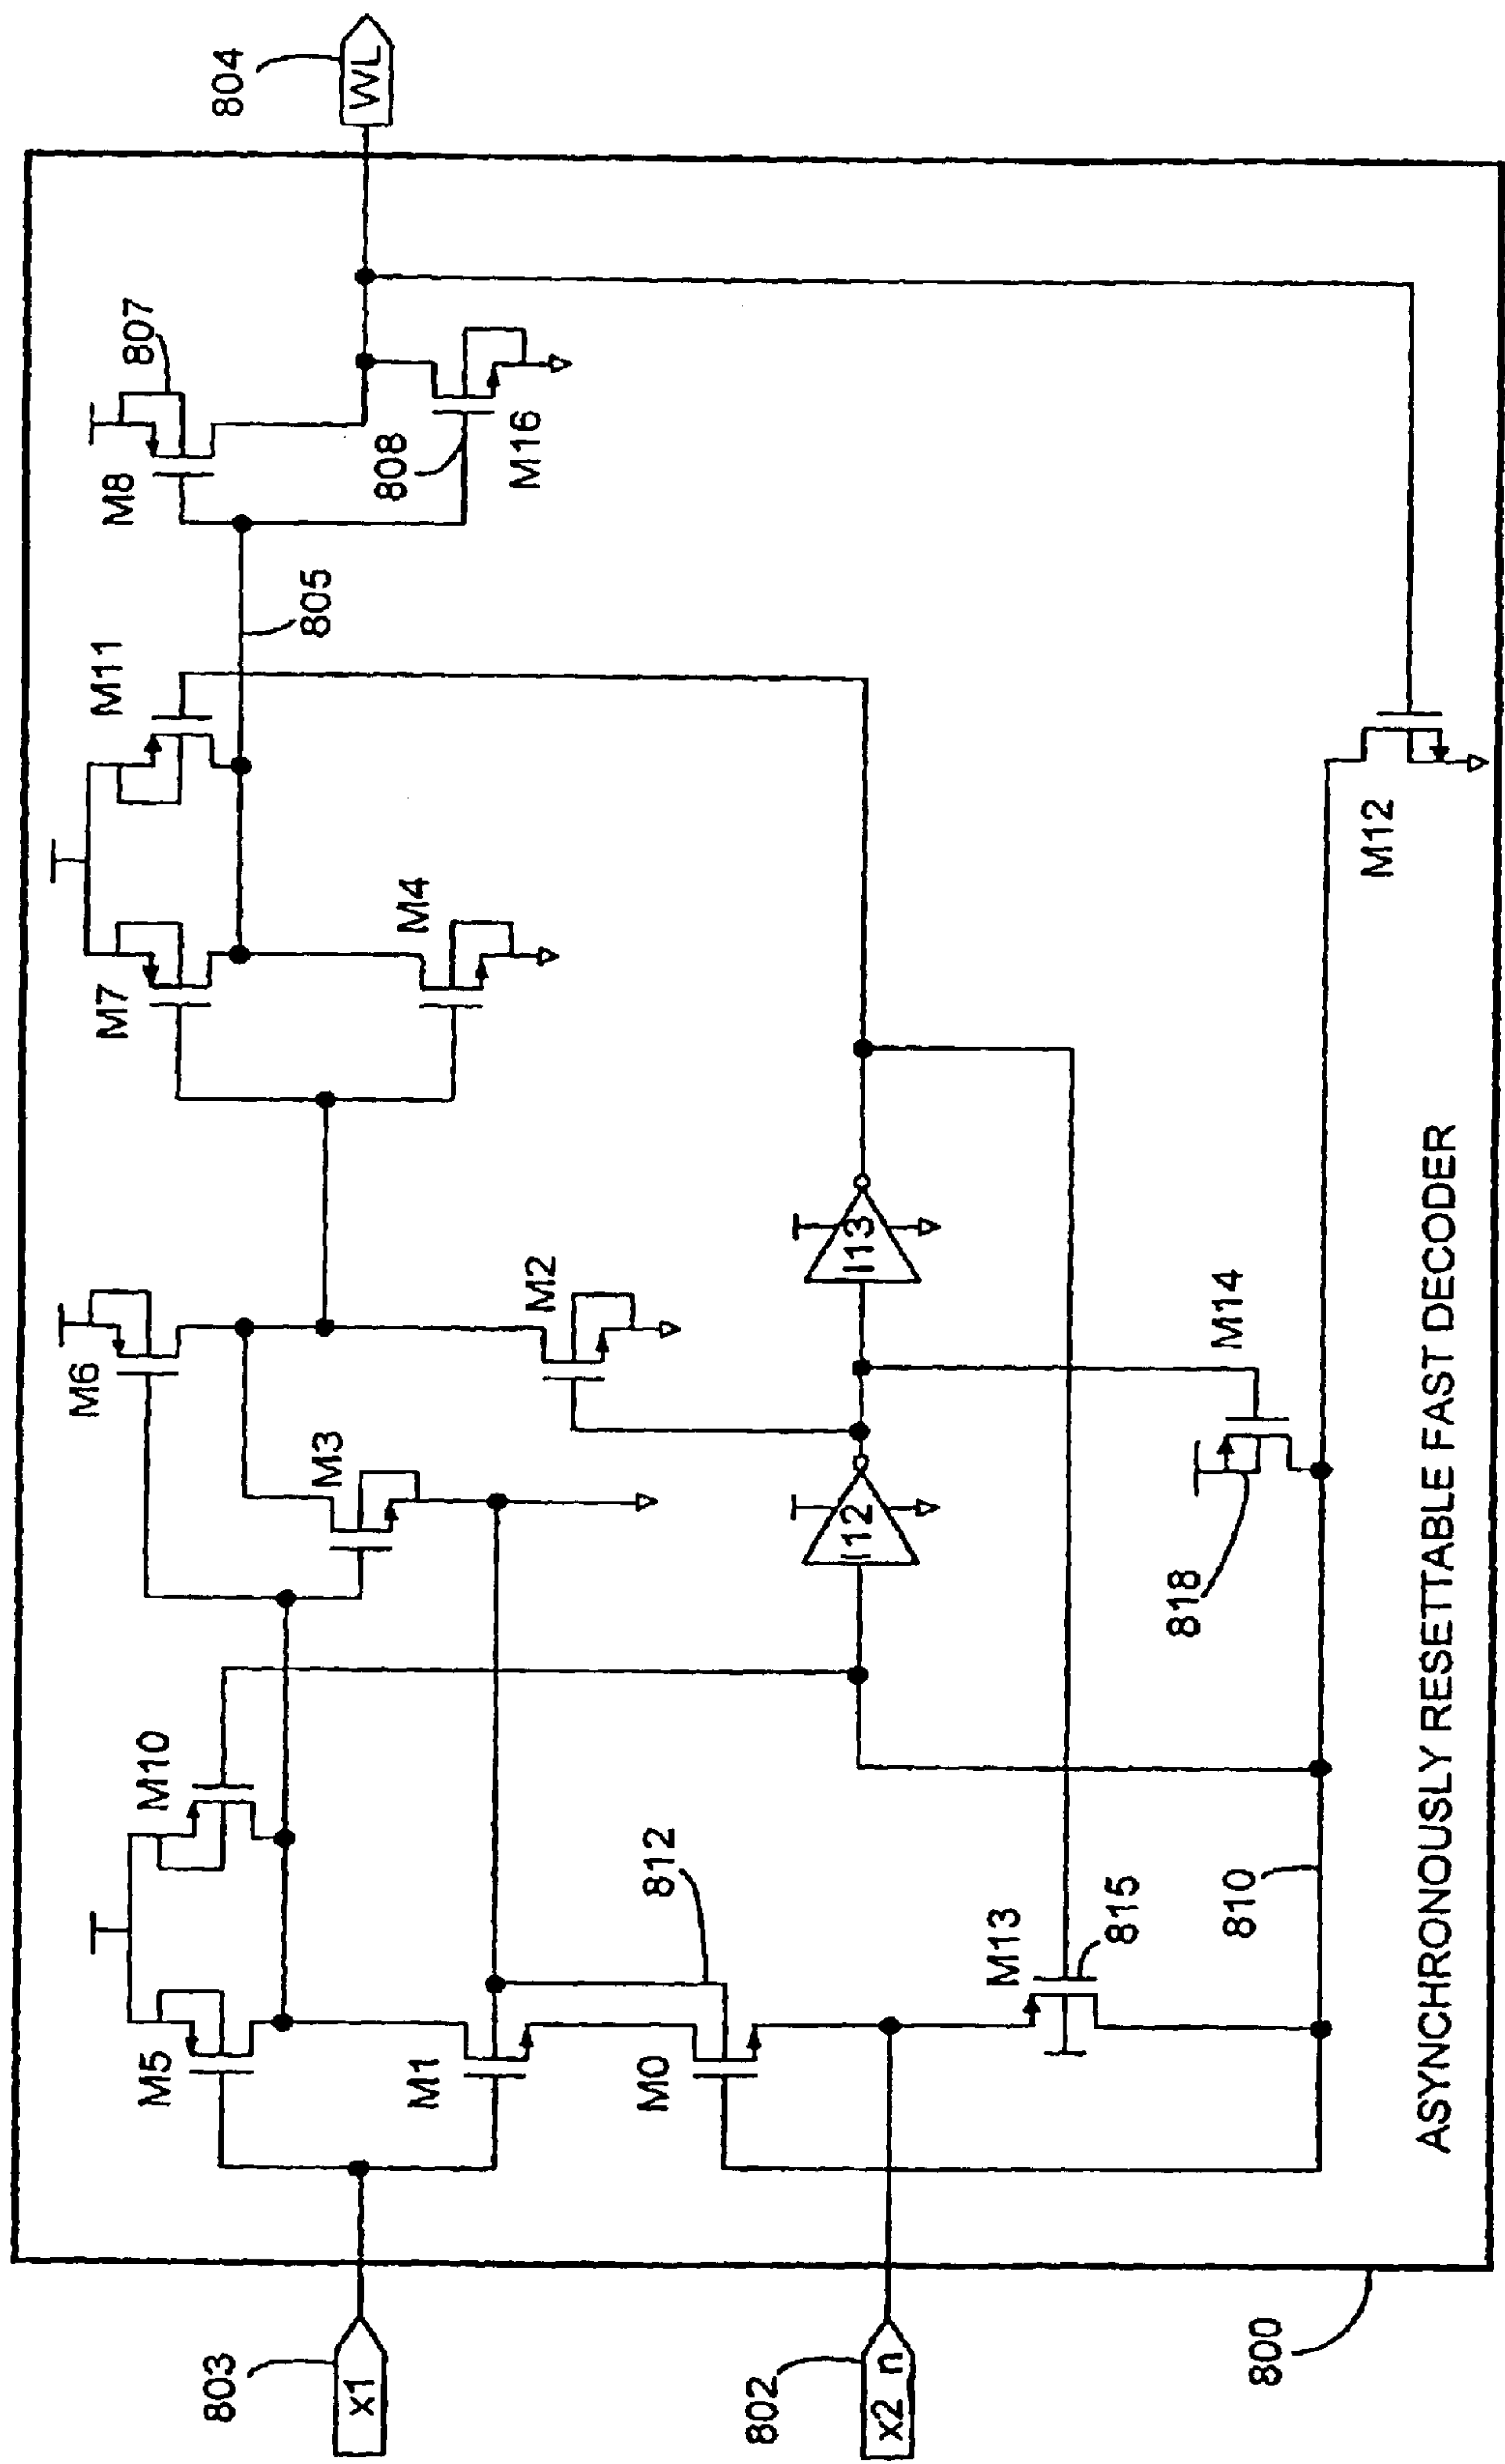 804
WL
807
M8
808
M16
805
M11
M7
M4
M12
M6
M2
M3
I13
M14
I12
818
M10
812
M5
M1
M0
M13
815
810
ASYNCHRONOUSLY RESETTABLE FAST DECODER
803
x1
802
x2_n
800